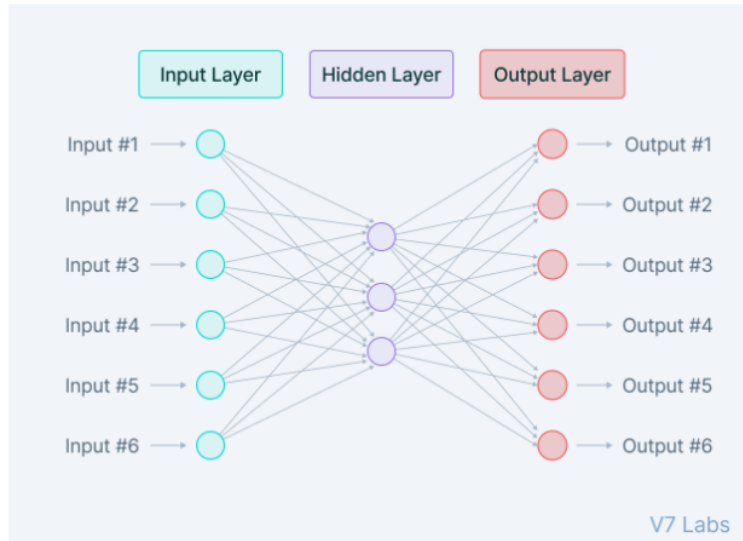 Input Layer Hidden Layer Output Layer
Input #1 Output #1
Input #2 Output #2
Input #3 Output #3
Input #4 Output #4
Input #5 Output #5
Input #6 Output #6
V7 Labs